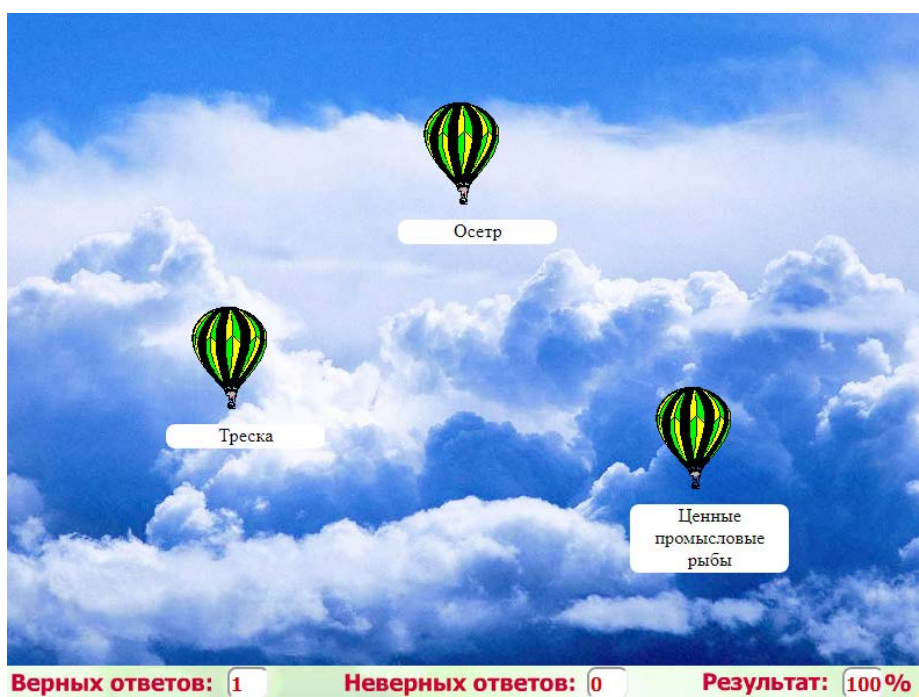 Осетр
Треска
Ценные
промысловые
рыбы
Верных ответов: 1 Неверных ответов: 0 Результат: 100%